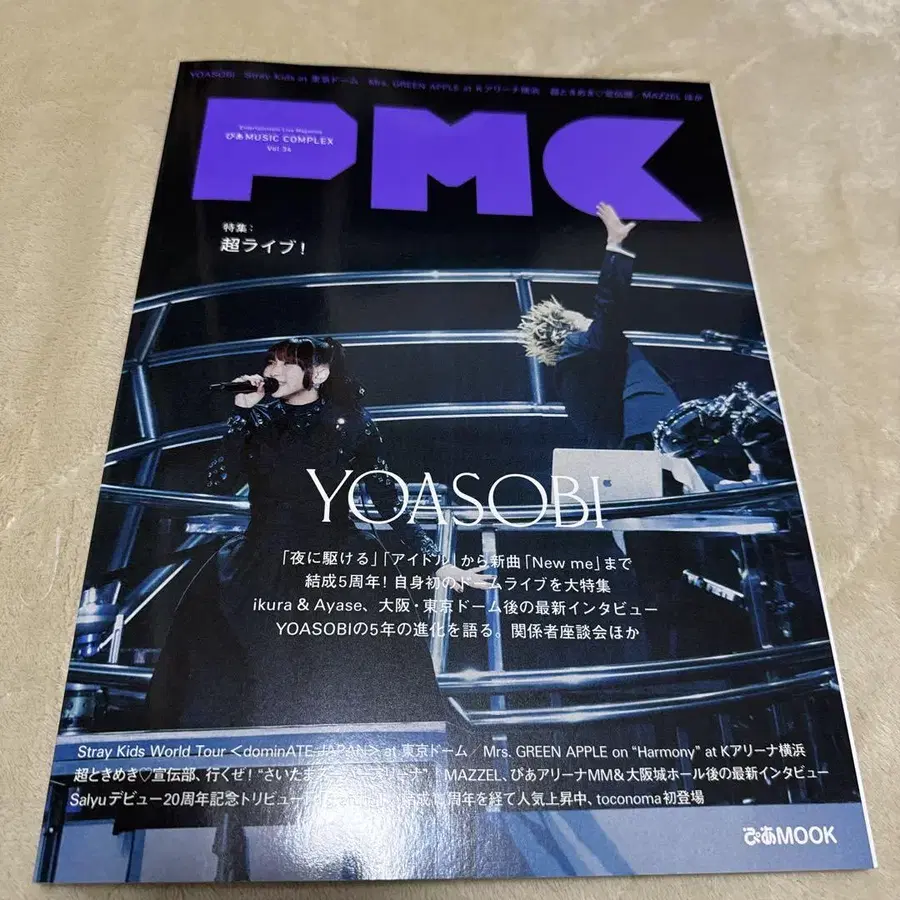 YOASOBI Stray Kids at 東京ドーム Mrs. GREEN APPLE at Kアリーナ横浜 超ときめき♡宣伝部／MAZZEL ほか
PMC
Entertainment Live Magazine
ぴあMUSIC COMPLEX
Vol.34
特集：
超ライブ！
YOASOBI
「夜に駆ける」「アイドル」から新曲「New me」まで
結成5周年！自身初のドームライブを大特集
ikura & Ayase、大阪・東京ドーム後の最新インタビュー
YOASOBIの5年の進化を語る。関係者座談会ほか
Stray Kids World Tour ＜dominATE JAPAN＞ at 東京ドーム／Mrs. GREEN APPLE on “Harmony” at Kアリーナ横浜
超ときめき♡宣伝部、行くぜ！“さいたま MAZZEL、ぴあアリーナMM＆大阪城ホール後の最新インタビュー
Salyuデビュー20周年記念トリビュー 周年を経て人気上昇中、toconoma初登場
ぴあMOOK